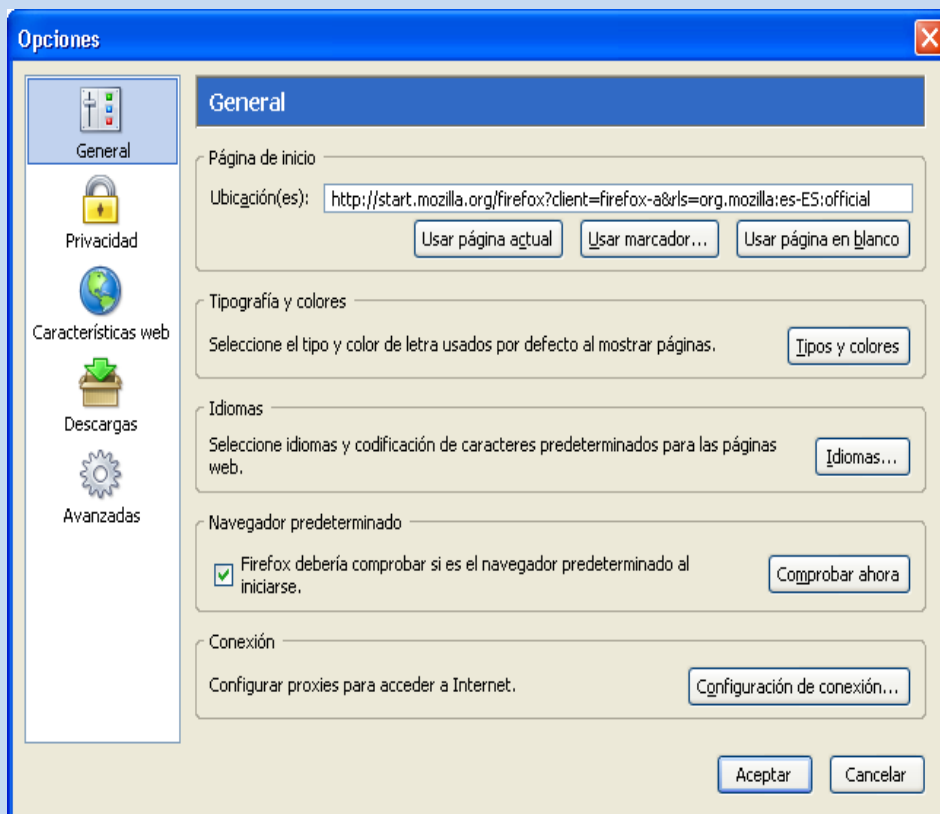 Opciones
General
Privacidad
Características web
Descargas
Avanzadas
General
Página de inicio
Ubicación(es):
http://start.mozilla.org/firefox?client=firefox-a&rls=org.mozilla:es-ES:official
Usar página actual
Usar marcador...
Usar página en blanco
Tipografía y colores
Seleccione el tipo y color de letra usados por defecto al mostrar páginas.
Tipos y colores
Idiomas
Seleccione idiomas y codificación de caracteres predeterminados para las páginas
web.
Idiomas...
Navegador predeterminado
Firefox debería comprobar si es el navegador predeterminado al
iniciarse.
Comprobar ahora
Conexión
Configurar proxies para acceder a Internet.
Configuración de conexión...
Aceptar
Cancelar